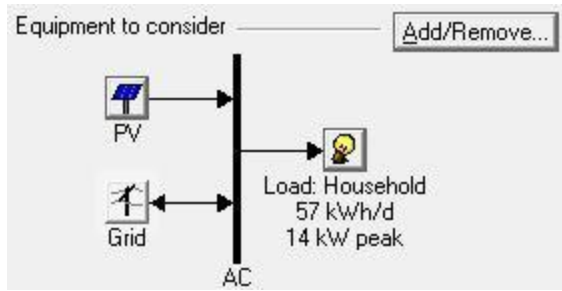 Equipment to consider
Add/Remove...
PV
Load: Household
57 kWh/d
14 kW peak
Grid
AC